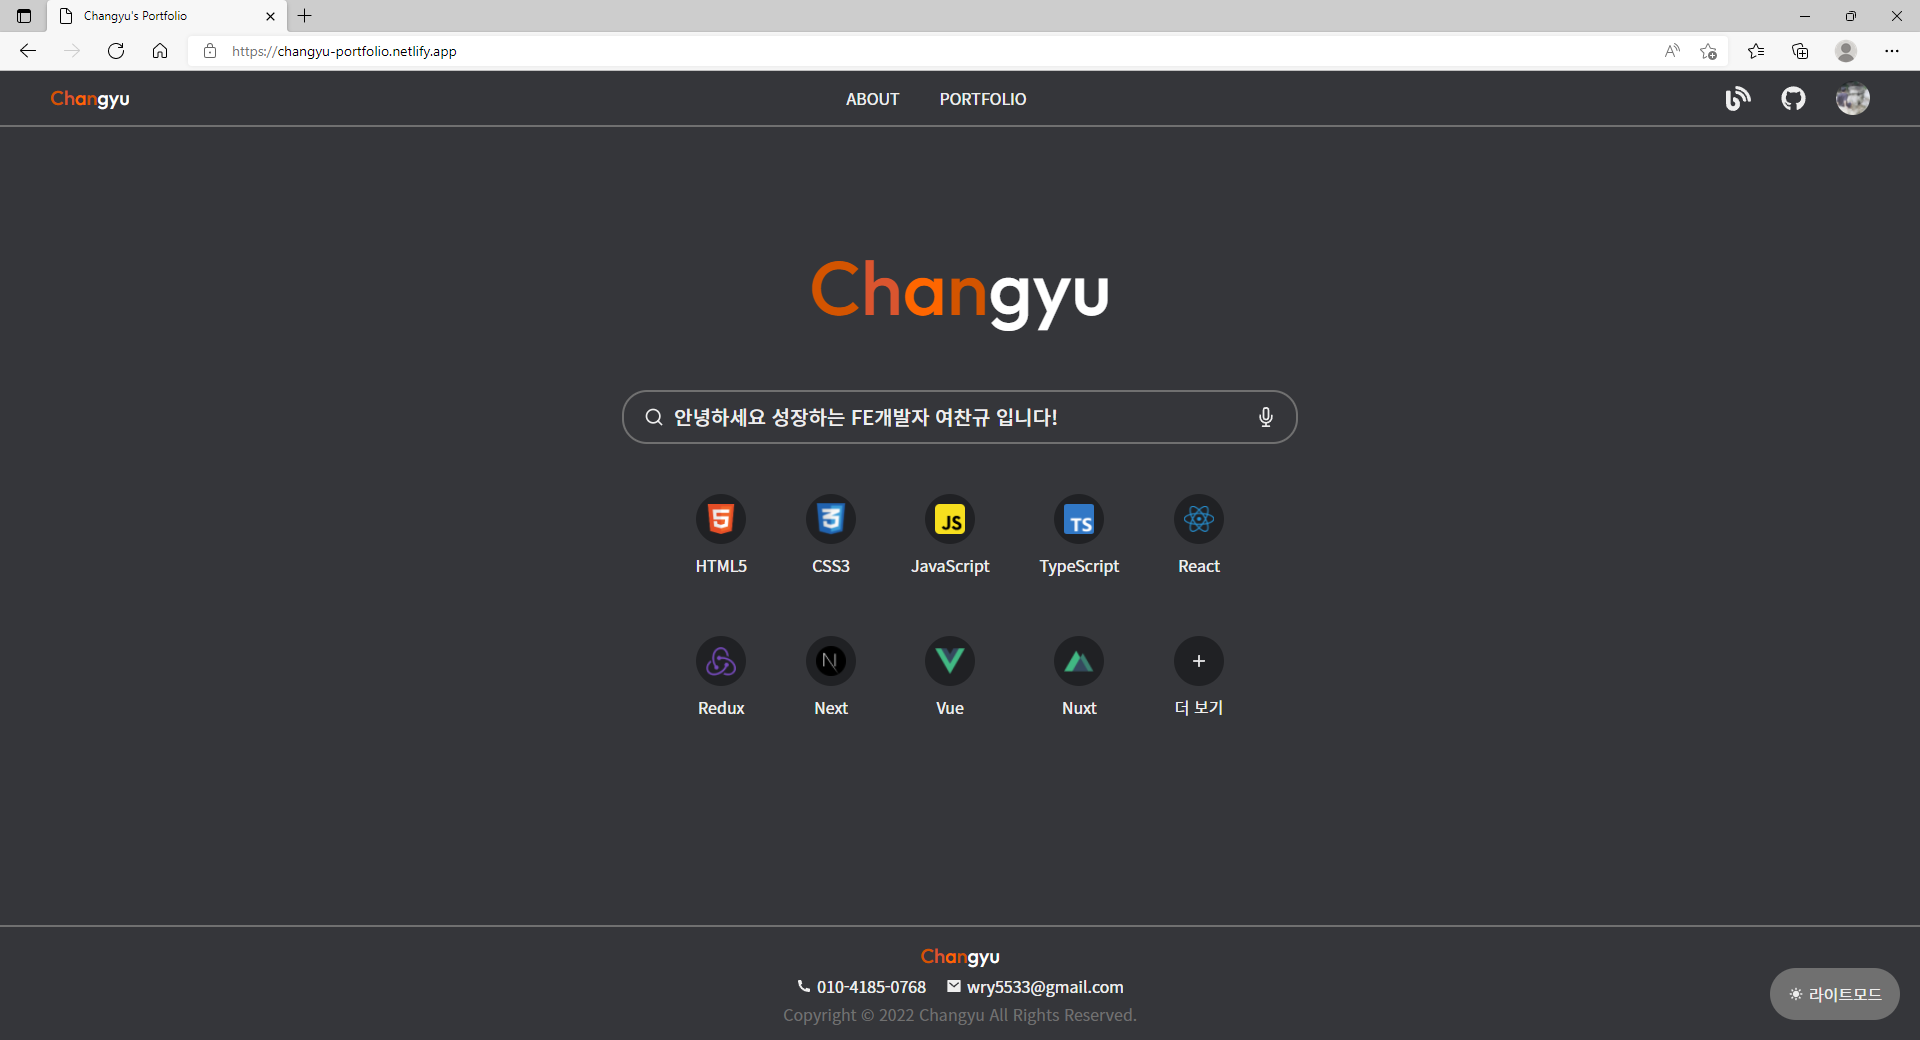 Changyu's Portfolio
https://changyu-portfolio.netlify.app
Changyu
ABOUT PORTFOLIO
Changyu
안녕하세요 성장하는 FE개발자 여찬규 입니다!
HTML5 CSS3 JavaScript TypeScript React
Redux Next Vue Nuxt 더 보기
Changyu
010-4185-0768 wry5533@gmail.com
Copyright © 2022 Changyu All Rights Reserved.
라이트모드